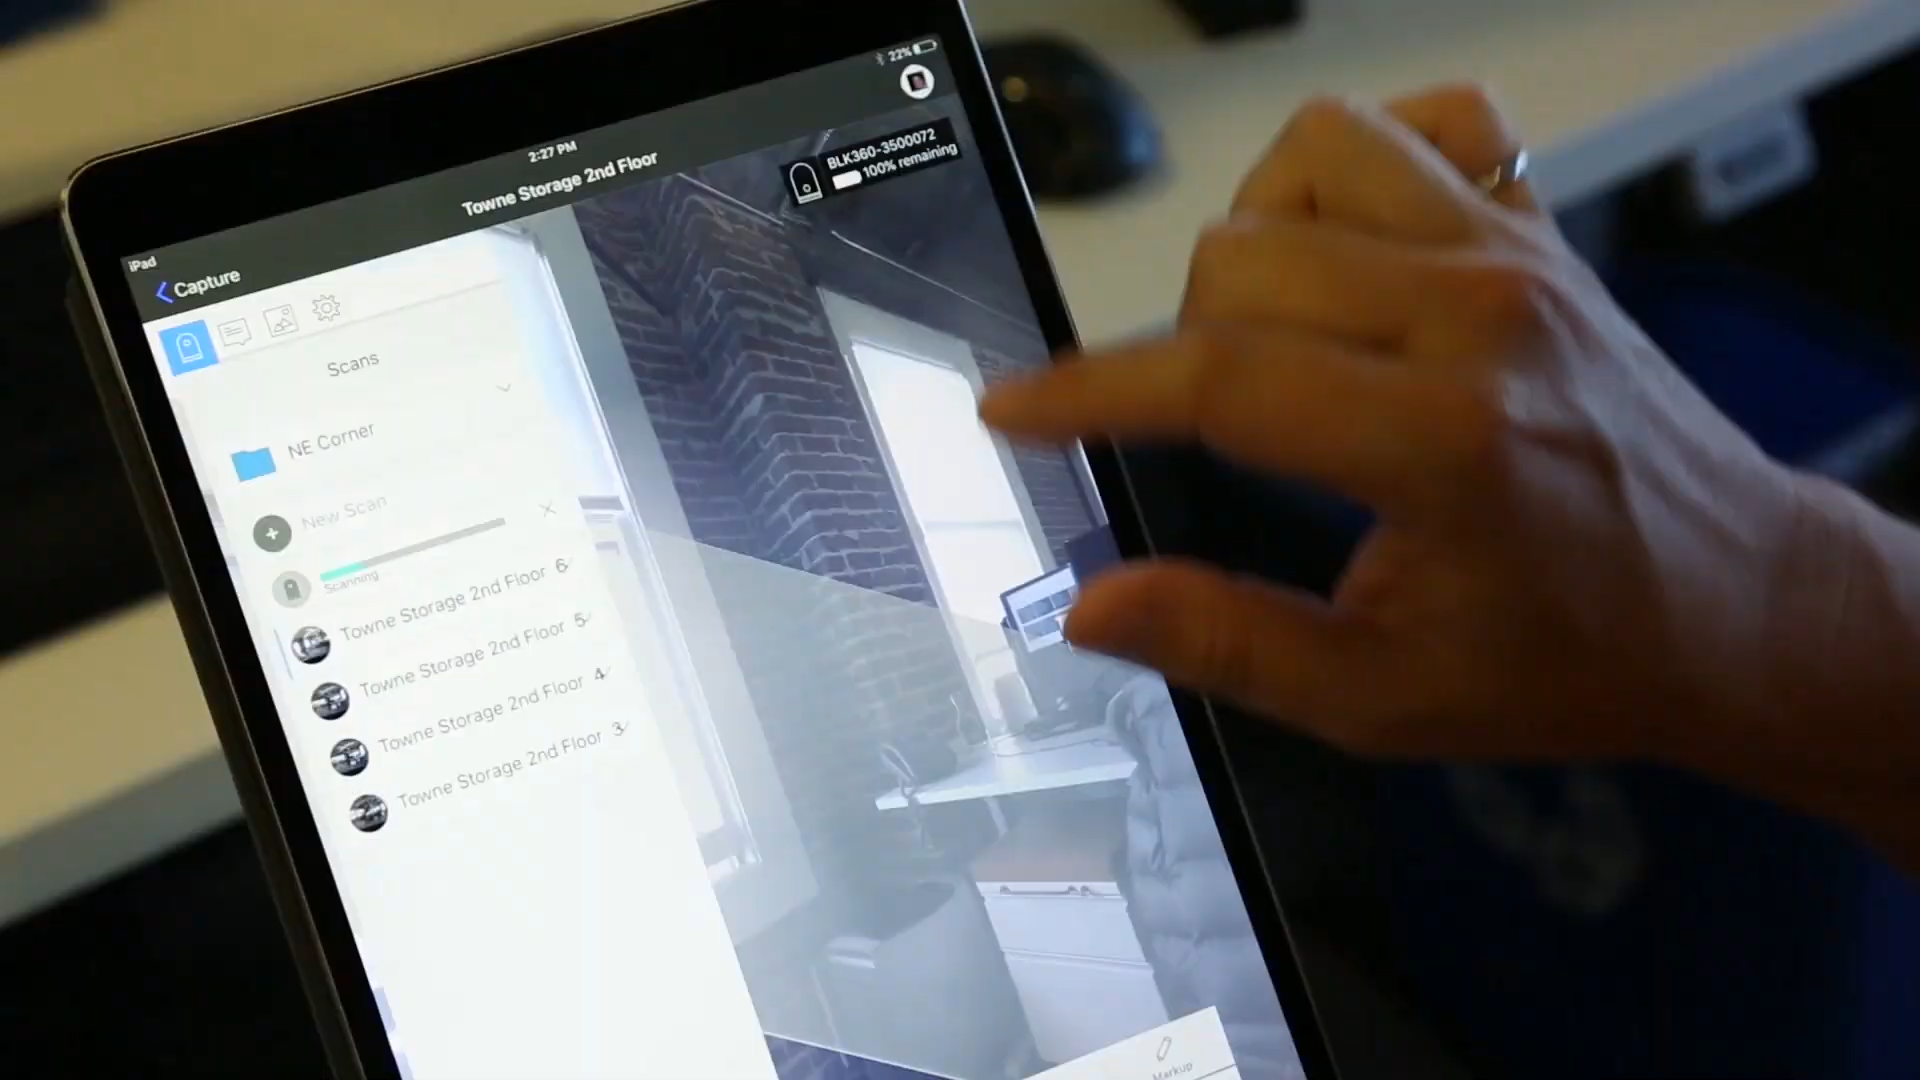 22%
iPad
2:27 PM
Capture
Towne Storage 2nd Floor
BLK360-3500072
100% remaining
Scans
NE Corner
New Scan
Scanning
Towne Storage 2nd Floor 6
Towne Storage 2nd Floor 5
Towne Storage 2nd Floor 4
Towne Storage 2nd Floor 3
Markup